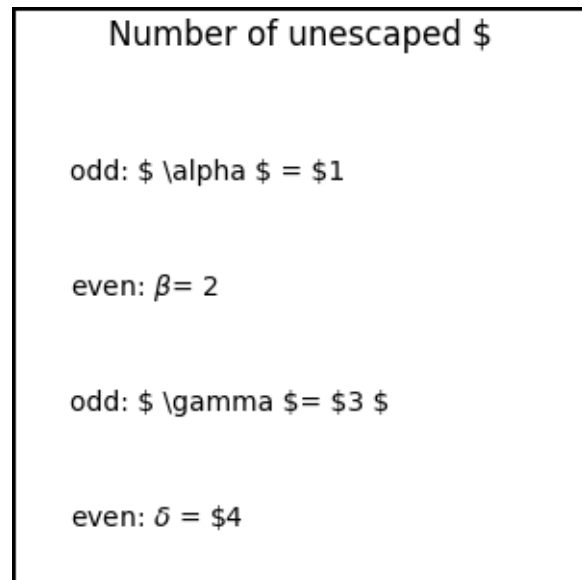 Number of unescaped $
odd: $ \alpha $ = $1
even: β= 2
odd: $ \gamma $= $3 $
even: δ = $4